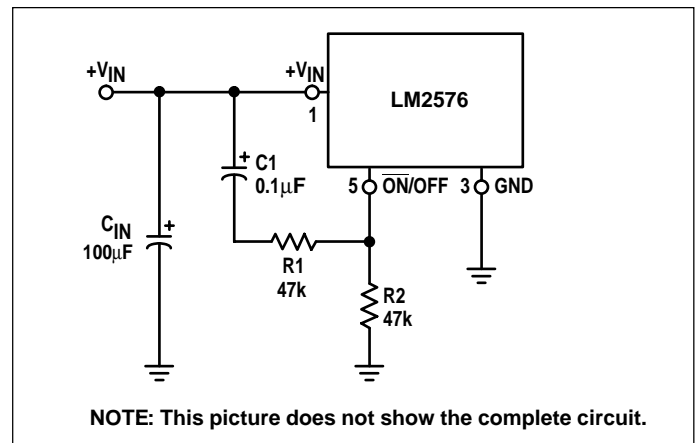 +VIN
+VIN
1
LM2576
C1
0.1µF
5 ON/OFF 3 GND
CIN
100µF
R1
47k
R2
47k
NOTE: This picture does not show the complete circuit.